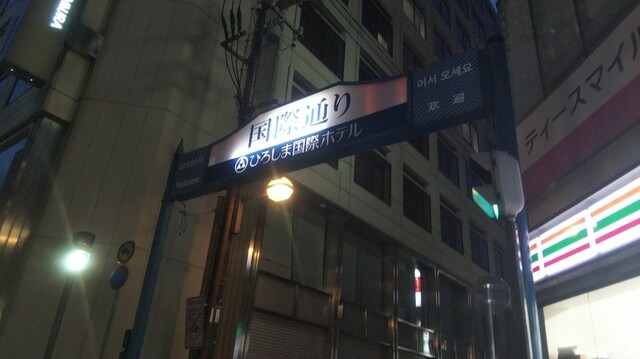 国際通り
ひろしま国際ホテル
어서 오세요
欢迎
Welcome
ティースマイル